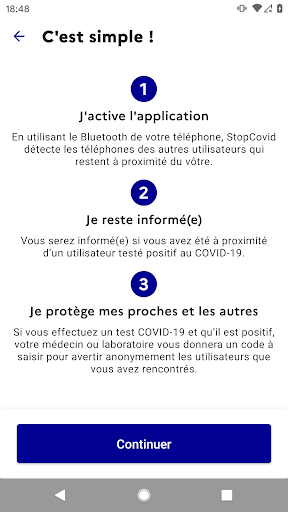 18:48
C'est simple !
1
J'active l'application
En utilisant le Bluetooth de votre téléphone, StopCovid
détecte les téléphones des autres utilisateurs qui
restent à proximité du vôtre.
2
Je reste informé(e)
Vous serez informé(e) si vous avez été à proximité
d'un utilisateur testé positif au COVID-19.
3
Je protège mes proches et les autres
Si vous effectuez un test COVID-19 et qu'il est positif,
votre médecin ou laboratoire vous donnera un code à
saisir pour avertir anonymement les utilisateurs que
vous avez rencontrés.
Continuer